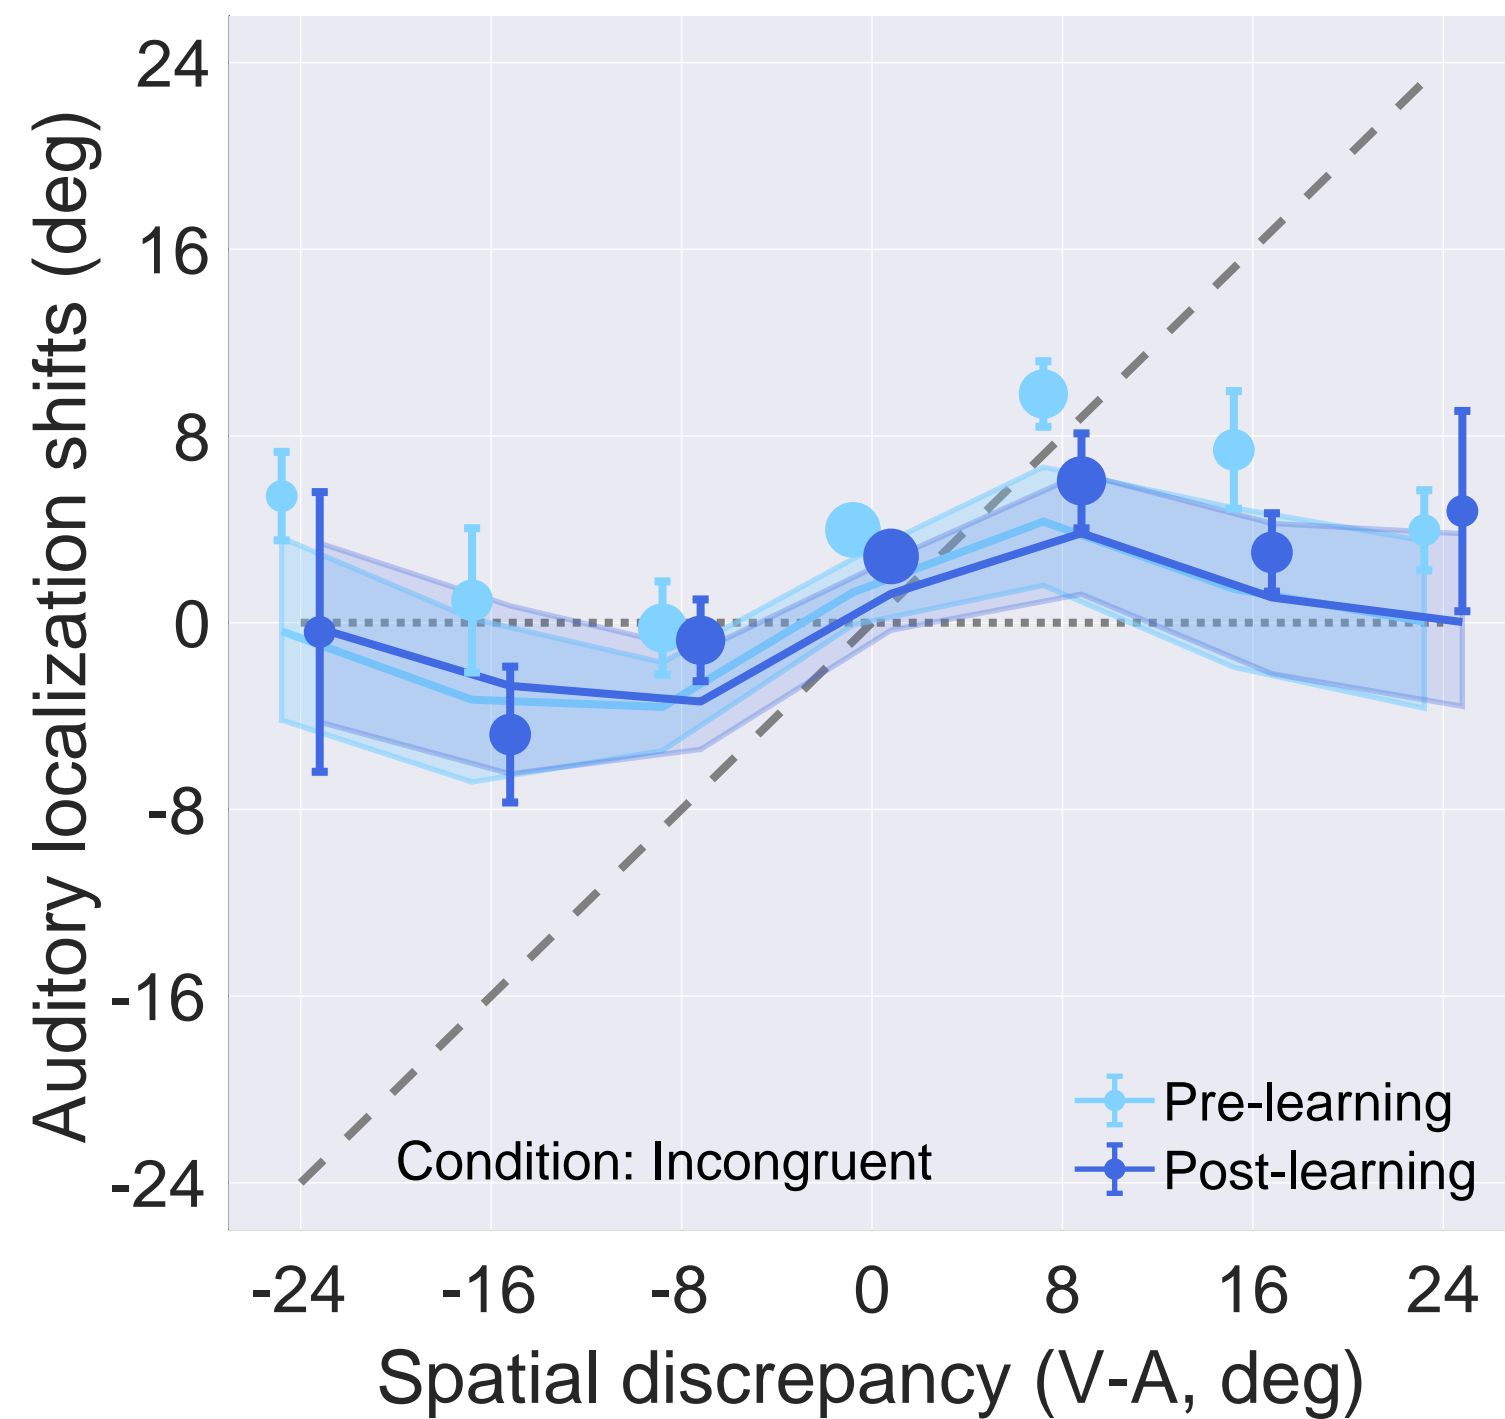 Auditory localization shifts (deg)
24
16
8
0
-8
-16
-24
Condition: Incongruent
Pre-learning
Post-learning
-24 -16 -8 0 8 16 24
Spatial discrepancy (V-A, deg)